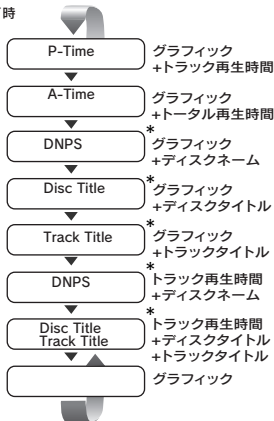 時
P-Time
グラフィック
+トラック再生時間
A-Time
グラフィック
+トータル再生時間
*
DNPS
グラフィック
+ディスクネーム
*
Disc Title
グラフィック
+ディスクタイトル
*
Track Title
グラフィック
+トラックタイトル
*
DNPS
トラック再生時間
+ディスクネーム
*
Disc Title
Track Title
トラック再生時間
+ディスクタイトル
+トラックタイトル
グラフィック